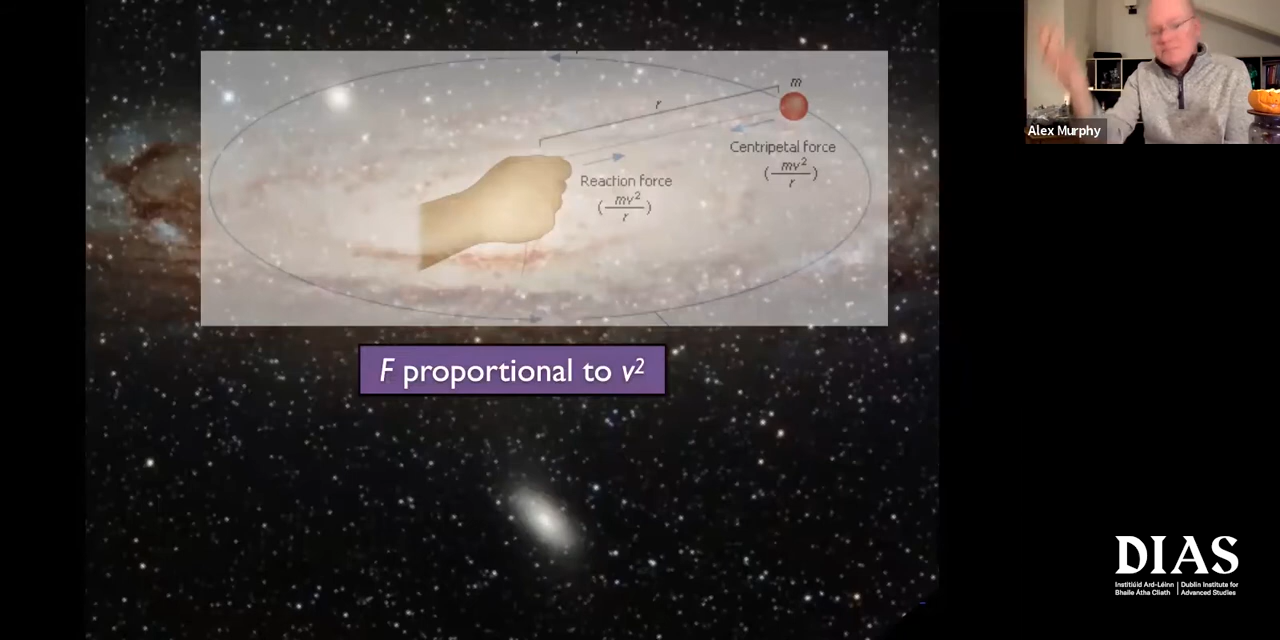 m
r
Centripetal force
(mv²/r)
Reaction force
(mv²/r)
F proportional to v²
Alex Murphy
DIAS
Institiúid Ard-Léinn | Dublin Institute for
Bhaile Átha Cliath | Advanced Studies